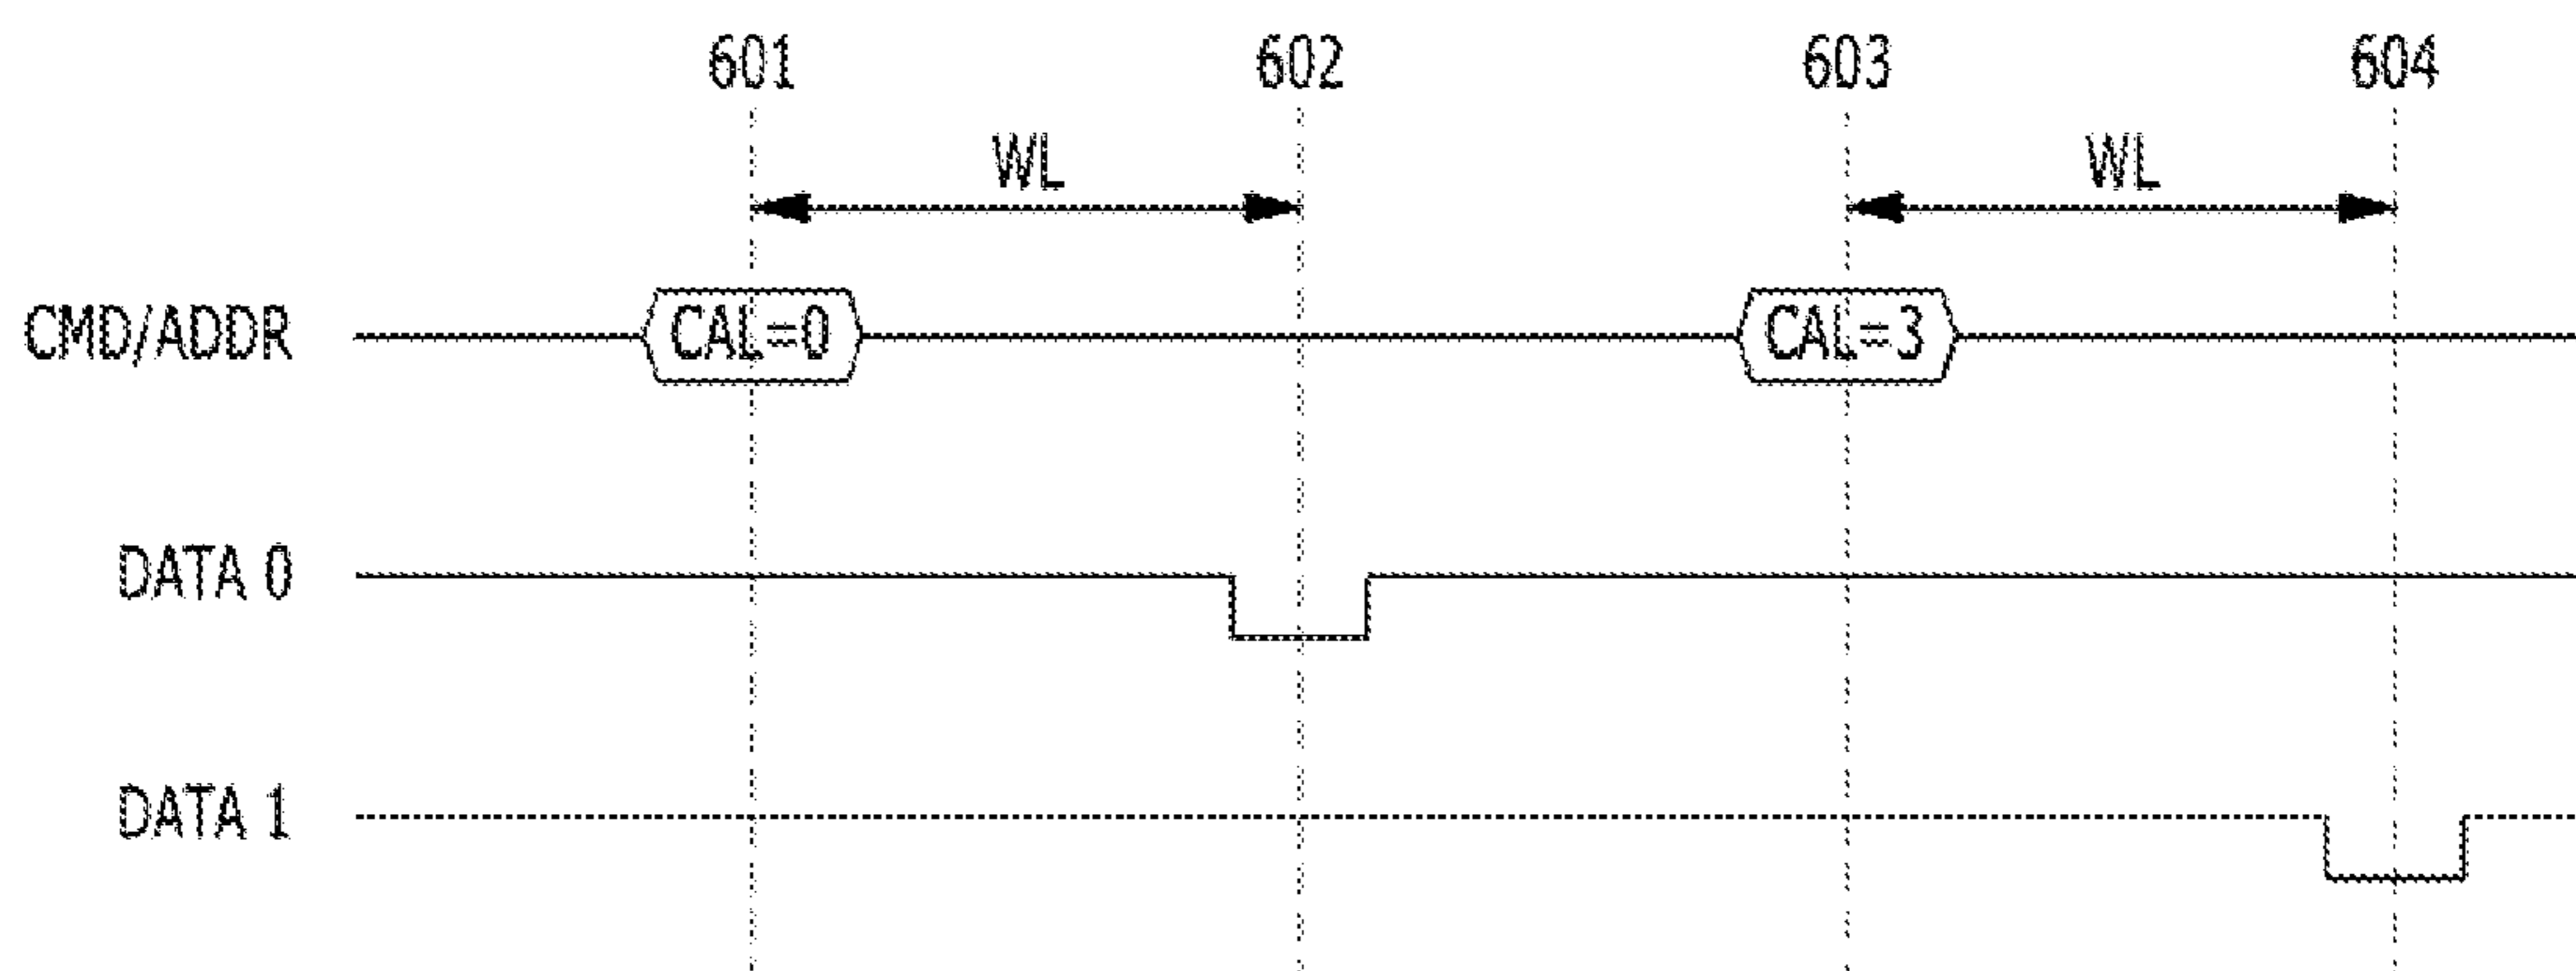 601 602 603 604
WL WL
CMD/ADDR CAL=0 CAL=3
DATA 0
DATA 1